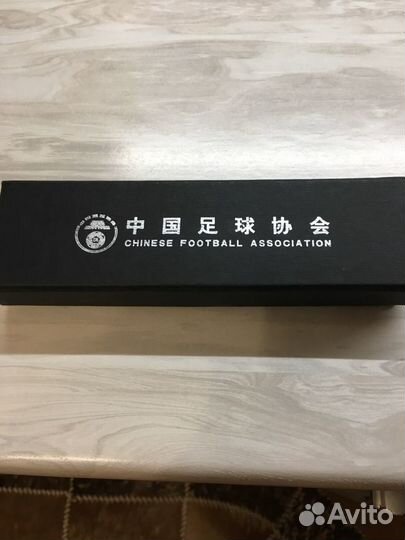 中国足球协会
CHINESE FOOTBALL ASSOCIATION
Avito